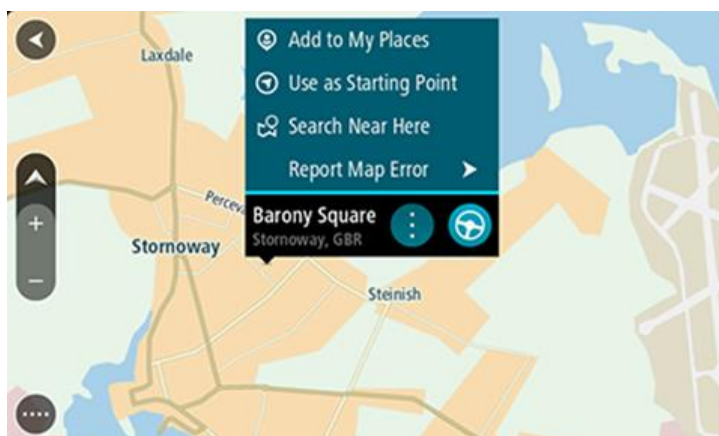 Laxdale
Add to My Places
Use as Starting Point
Search Near Here
Report Map Error
Barony Square
Stornoway, GBR
Stornoway
Steinish